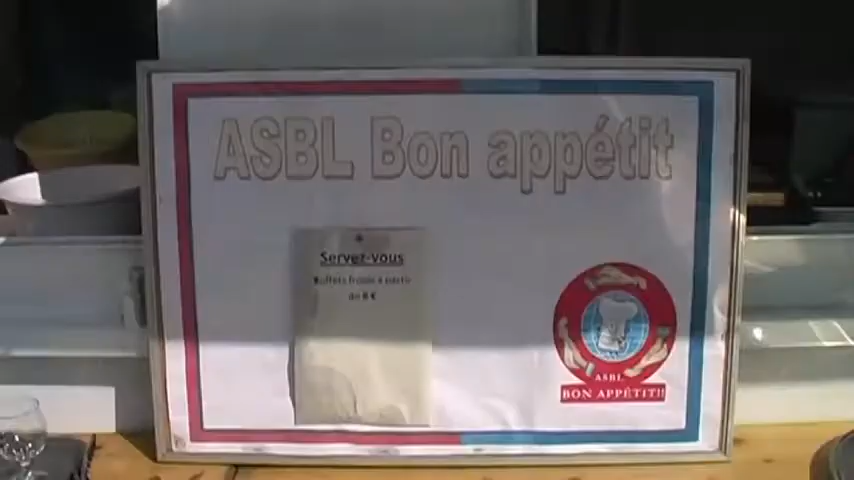 ASBL Bon appétit
Servez-vous
Buffets froids à partir
de 8 €
ASBL
BON APPÉTIT!!